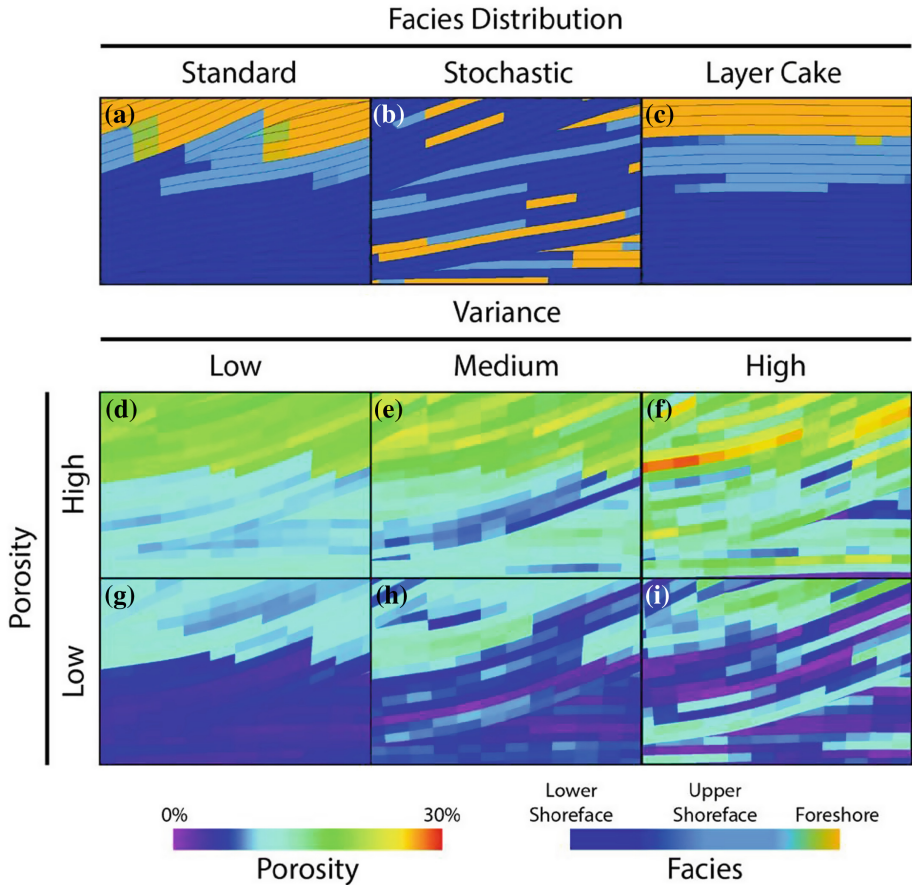 Facies Distribution
Standard Stochastic Layer Cake
(a) (b) (c)
Variance
Low Medium High
Porosity
High
(d) (e) (f)
Low
(g) (h) (i)
Lower Shoreface Upper Shoreface Foreshore
0% 30%
Porosity Facies